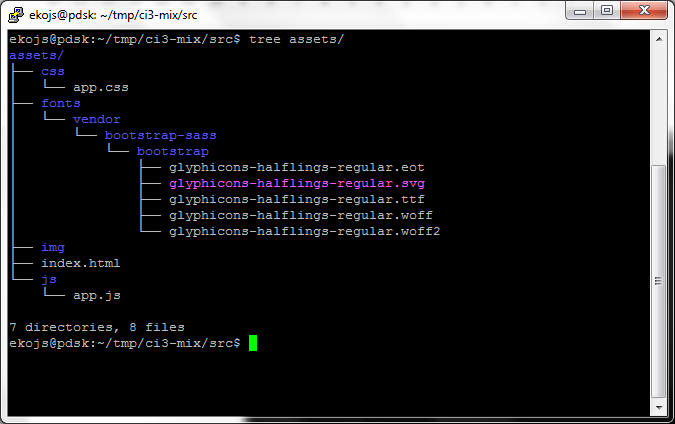 ekojs@pdsk: ~/tmp/ci3-mix/src
ekojs@pdsk:~/tmp/ci3-mix/src$ tree assets/
assets/
├── css
│   └── app.css
├── fonts
│   └── vendor
│       └── bootstrap-sass
│           └── bootstrap
│               ├── glyphicons-halflings-regular.eot
│               ├── glyphicons-halflings-regular.svg
│               ├── glyphicons-halflings-regular.ttf
│               ├── glyphicons-halflings-regular.woff
│               └── glyphicons-halflings-regular.woff2
├── img
├── index.html
└── js
    └── app.js

7 directories, 8 files
ekojs@pdsk:~/tmp/ci3-mix/src$